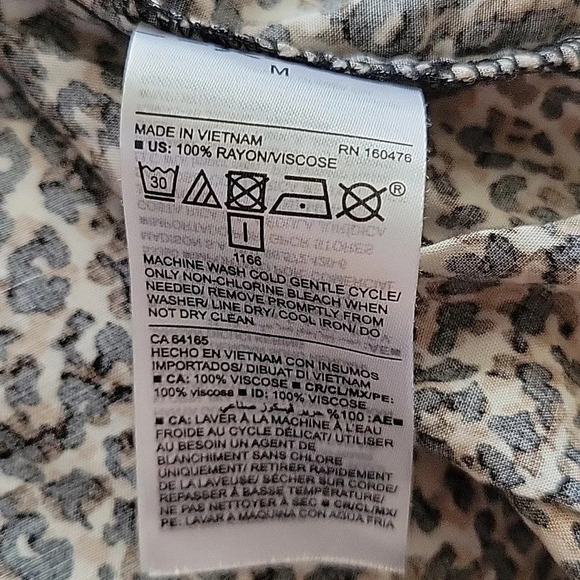 M
MADE IN VIETNAM RN 160476
■ US: 100% RAYON/VISCOSE
30 ®
1166
MACHINE WASH COLD GENTLE CYCLE/
ONLY NON-CHLORINE BLEACH WHEN
NEEDED/ REMOVE PROMPTLY FROM
WASHER/ LINE DRY/ COOL IRON/ DO
NOT DRY CLEAN
CA 64165
HECHO EN VIETNAM CON INSUMOS
IMPORTADOS/ DIBUAT DI VIETNAM
■ CA: 100% VISCOSE ■ CR/CL/MX/PE:
100% viscosa ■ ID: 100% VISCOSE
■ AE: 100%
■ CA: LAVER À LA MACHINE À L'EAU
FROIDE AU CYCLE DÉLICAT/ UTILISER
AU BESOIN UN AGENT DE
BLANCHIMENT SANS CHLORE
UNIQUEMENT/ RETIRER RAPIDEMENT
DE LA LAVEUSE/ SÉCHER SUR CORDE/
REPASSER À BASSE TEMPÉRATURE/
NE PAS NETTOYER À SEC ■ CR/CL/MX/
PE: LAVAR A MAQUINA CON AGUA FRIA